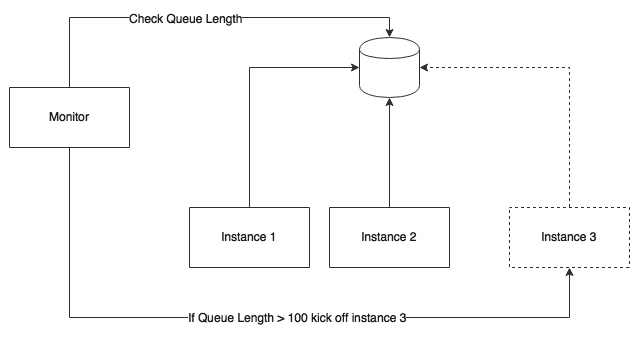 Check Queue Length
Monitor
Instance 1
Instance 2
Instance 3
If Queue Length > 100 kick off instance 3